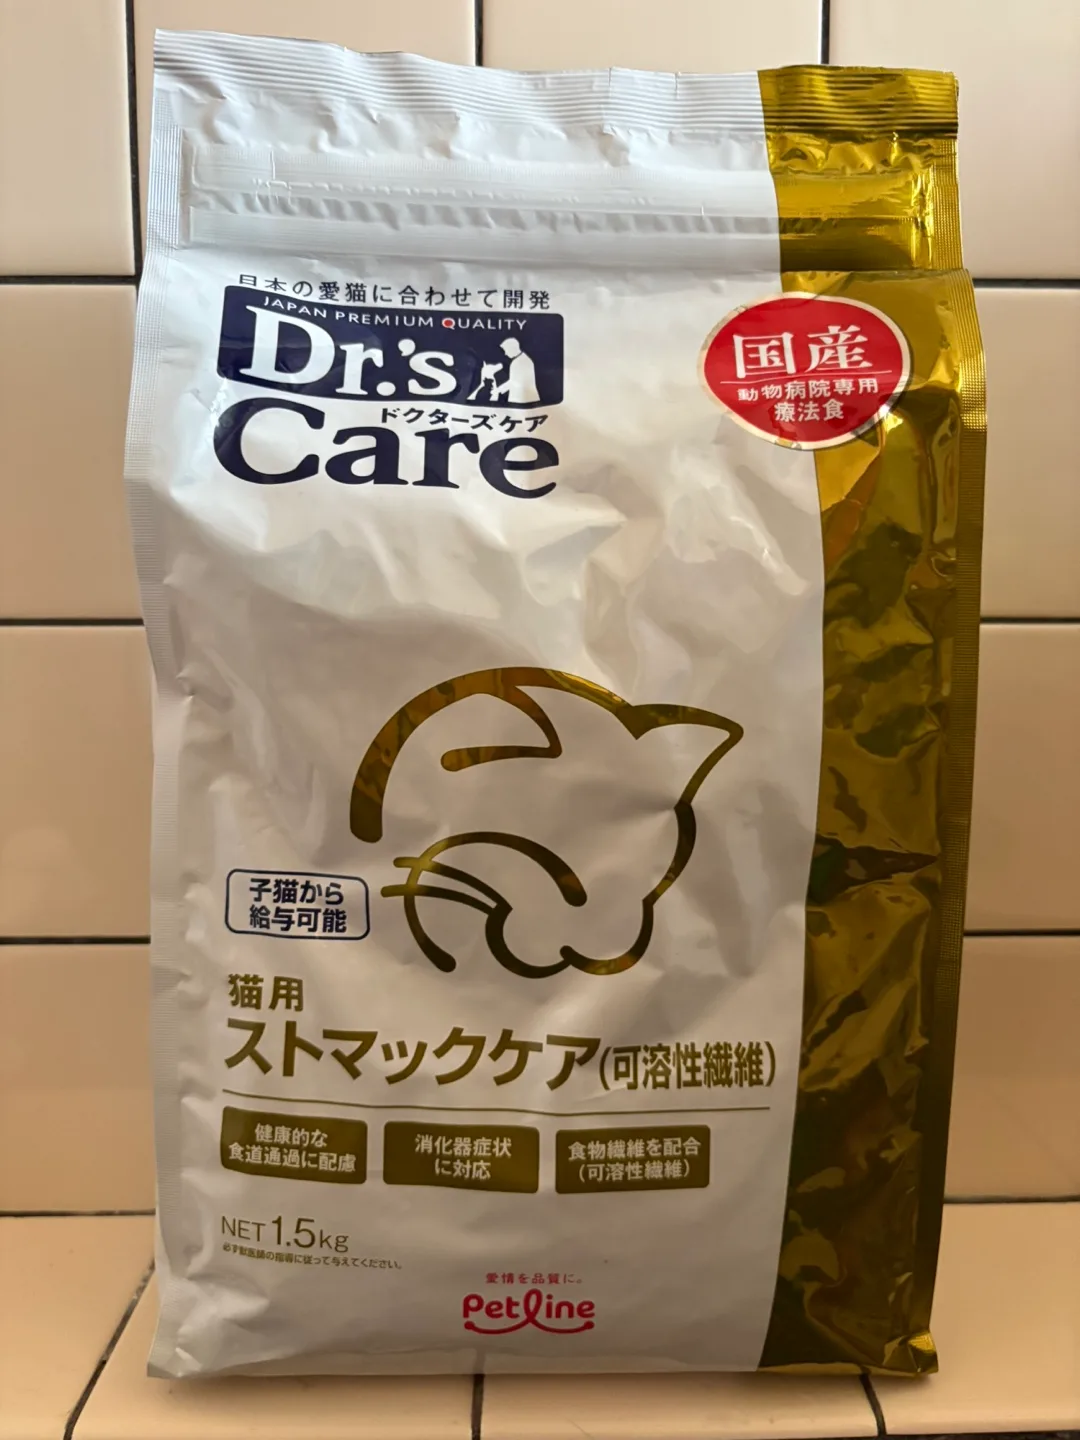 日本の愛猫に合わせて開発
JAPAN PREMIUM QUALITY
Dr.'s
ドクターズケア
Care
国産
動物病院専用
療法食
子猫から
給与可能
猫用
ストマックケア(可溶性繊維)
健康的な
食道通過に配慮
消化器症状
に対応
食物繊維を配合
(可溶性繊維)
NET 1.5kg
必ず獣医師の指導に従って与えてください。
愛情を品質に。
Petline